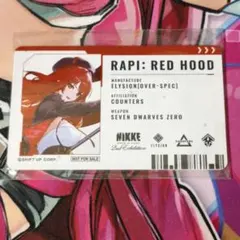 RAPI: RED HOOD
MANUFACTURE
ELYSION[OVER-SPEC]
AFFILIATION
COUNTERS
WEAPON
SEVEN DWARVES ZERO
NIKKE
2nd Exhibition
ELYSION
©SHIFT UP CORP.
NOT FOR SALE